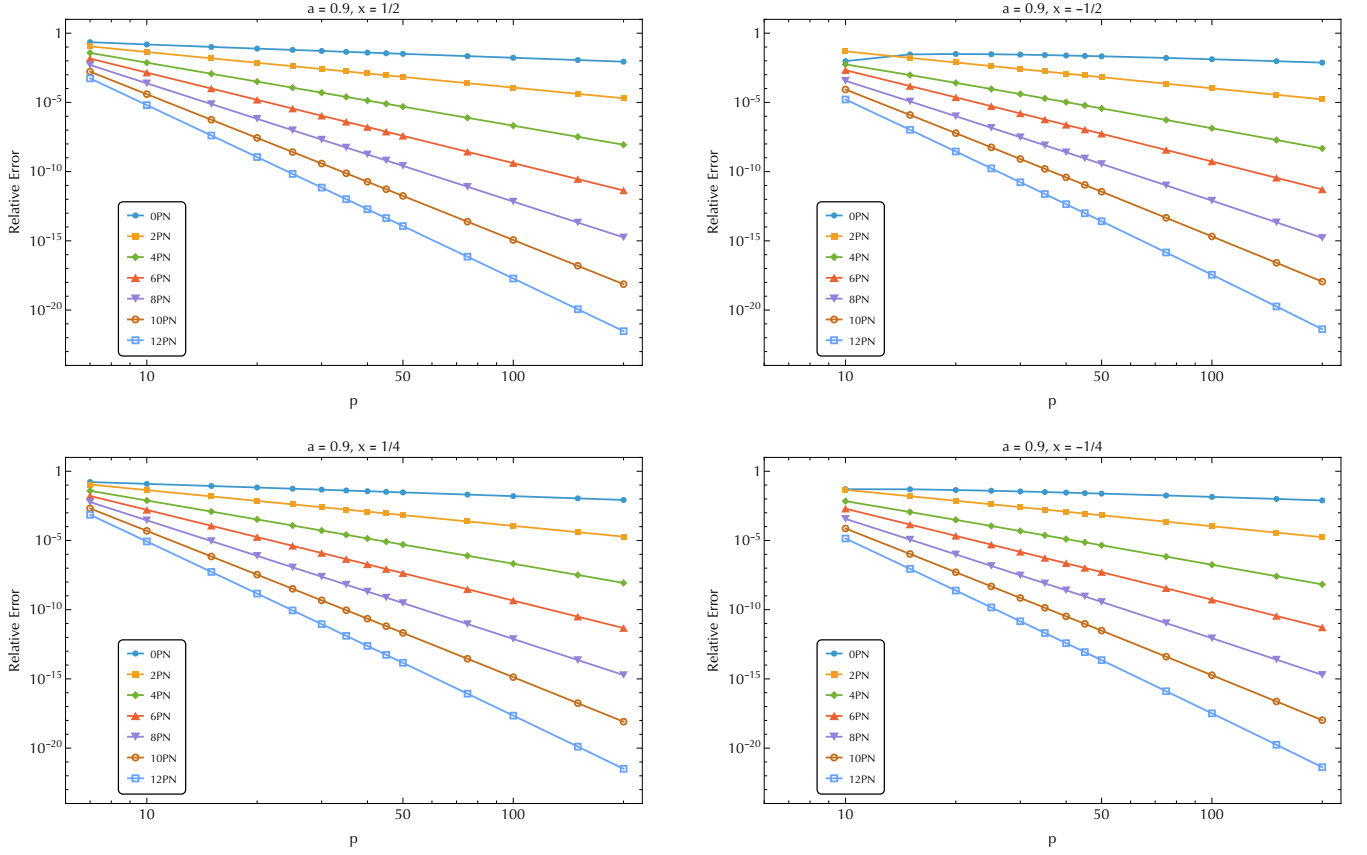 a = 0.9, x = 1/2
1
10⁻⁵
10⁻¹⁰
10⁻¹⁵
10⁻²⁰
Relative Error
0PN
2PN
4PN
6PN
8PN
10PN
12PN
10
50
100
p
a = 0.9, x = −1/2
1
10⁻⁵
10⁻¹⁰
10⁻¹⁵
10⁻²⁰
Relative Error
0PN
2PN
4PN
6PN
8PN
10PN
12PN
10
50
100
p
a = 0.9, x = 1/4
1
10⁻⁵
10⁻¹⁰
10⁻¹⁵
10⁻²⁰
Relative Error
0PN
2PN
4PN
6PN
8PN
10PN
12PN
10
50
100
p
a = 0.9, x = −1/4
1
10⁻⁵
10⁻¹⁰
10⁻¹⁵
10⁻²⁰
Relative Error
0PN
2PN
4PN
6PN
8PN
10PN
12PN
10
50
100
p